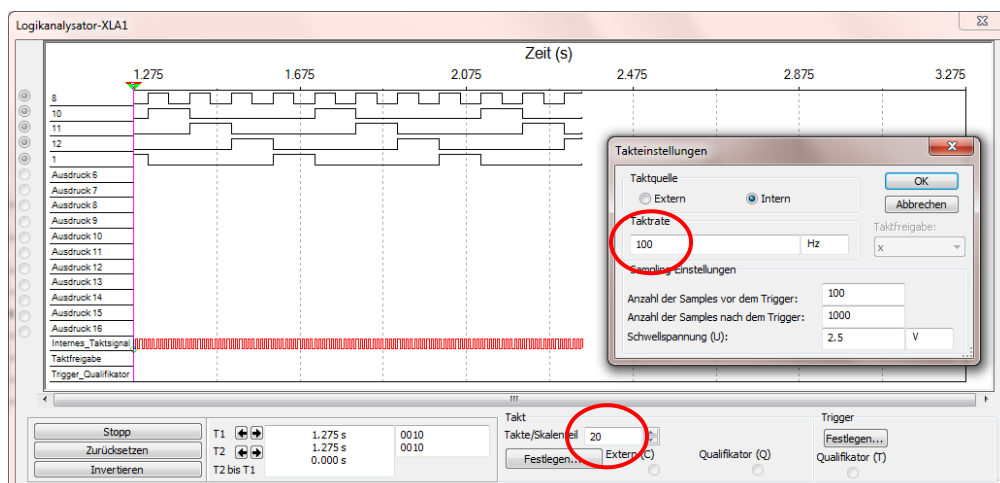 Logikanalysator-XLA1
Zeit (s)
1.275 1.675 2.075 2.475 2.875 3.275
8
10
11
12
1
Ausdruck 6
Ausdruck 7
Ausdruck 8
Ausdruck 9
Ausdruck 10
Ausdruck 11
Ausdruck 12
Ausdruck 13
Ausdruck 14
Ausdruck 15
Ausdruck 16
Internes_Taktsignal
Taktfreigabe
Trigger_Qualifikator
Takteinstellungen
Taktquelle
Extern Intern
OK
Abbrechen
Taktrate
100 Hz
Taktfreigabe:
x
Sampling-Einstellungen
Anzahl der Samples vor dem Trigger: 100
Anzahl der Samples nach dem Trigger: 1000
Schwellspannung (U): 2.5 V
Stopp
Zurücksetzen
Invertieren
T1 1.275 s 0010
T2 1.275 s 0010
T2 bis T1 0.000 s
Takt
Takte/Skalenteil 20
Festlegen... Extern (C) Qualifikator (Q)
Trigger
Festlegen...
Qualifikator (T)